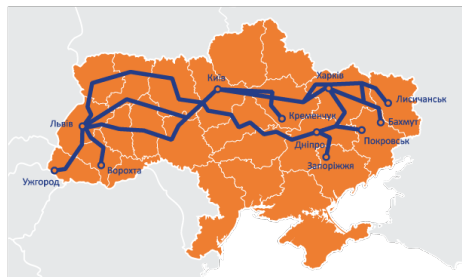 Київ
Харків
Лисичанськ
Кременчук
Львів
Бахмут
Покровськ
Дніпро
Ворохта
Запоріжжя
Ужгород